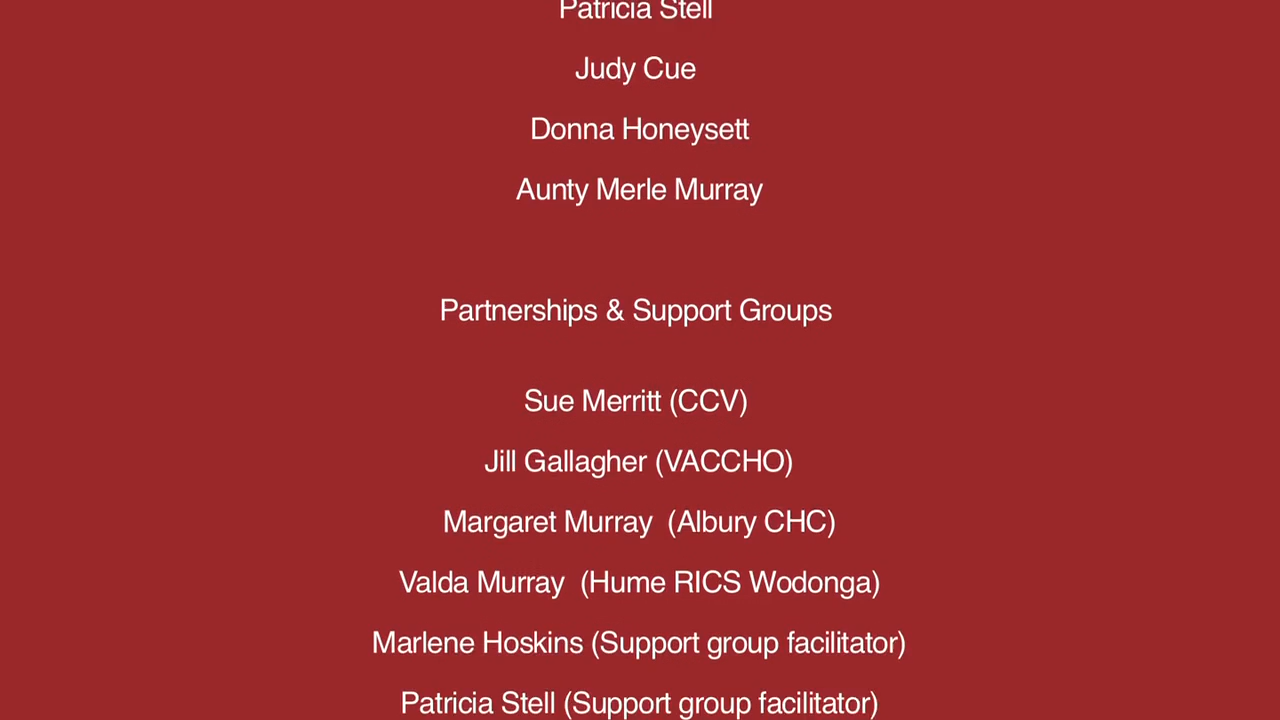 Patricia Stell
Judy Cue
Donna Honeysett
Aunty Merle Murray
Partnerships & Support Groups
Sue Merritt (CCV)
Jill Gallagher (VACCHO)
Margaret Murray  (Albury CHC)
Valda Murray  (Hume RICS Wodonga)
Marlene Hoskins (Support group facilitator)
Patricia Stell (Support group facilitator)